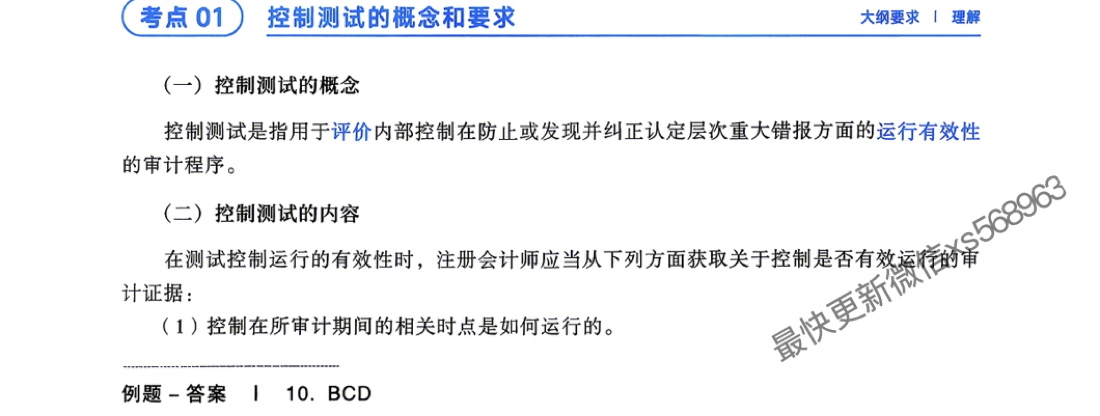 考点 01 控制测试的概念和要求 大纲要求 | 理解
（一）控制测试的概念
控制测试是指用于评价内部控制在防止或发现并纠正认定层次重大错报方面的运行有效性
的审计程序。
（二）控制测试的内容
在测试控制运行的有效性时，注册会计师应当从下列方面获取关于控制是否有效运行的审
计证据：
（1）控制在所审计期间的相关时点是如何运行的。
最快更新微信xs568963
例题 – 答案 | 10. BCD